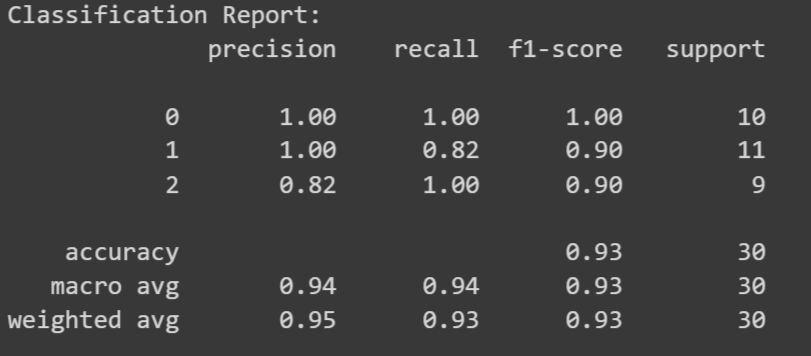 Classification Report:
precision recall f1-score support
0 1.00 1.00 1.00 10
1 1.00 0.82 0.90 11
2 0.82 1.00 0.90 9
accuracy 0.93 30
macro avg 0.94 0.94 0.93 30
weighted avg 0.95 0.93 0.93 30